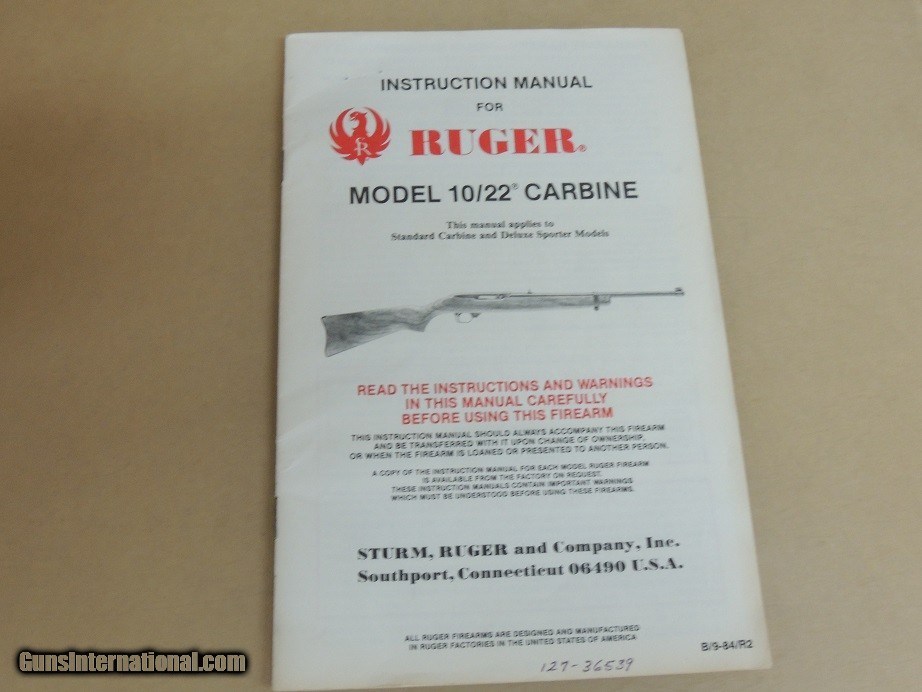 INSTRUCTION MANUAL
FOR
RUGER®
MODEL 10/22® CARBINE
This manual applies to
Standard Carbine and Deluxe Sporter Models
READ THE INSTRUCTIONS AND WARNINGS
IN THIS MANUAL CAREFULLY
BEFORE USING THIS FIREARM
THIS INSTRUCTION MANUAL SHOULD ALWAYS ACCOMPANY THIS FIREARM
AND BE TRANSFERRED WITH IT UPON CHANGE OF OWNERSHIP,
OR WHEN THE FIREARM IS LOANED OR PRESENTED TO ANOTHER PERSON.
A COPY OF THE INSTRUCTION MANUAL FOR EACH MODEL RUGER FIREARM
IS AVAILABLE FROM THE FACTORY ON REQUEST.
THESE INSTRUCTION MANUALS CONTAIN IMPORTANT WARNINGS
WHICH MUST BE UNDERSTOOD BEFORE USING THESE FIREARMS.
STURM, RUGER and Company, Inc.
Southport, Connecticut 06490 U.S.A.
ALL RUGER FIREARMS ARE DESIGNED AND MANUFACTURED
IN RUGER FACTORIES IN THE UNITED STATES OF AMERICA
B/9-84/R2
127-36539
GunsInternational.com